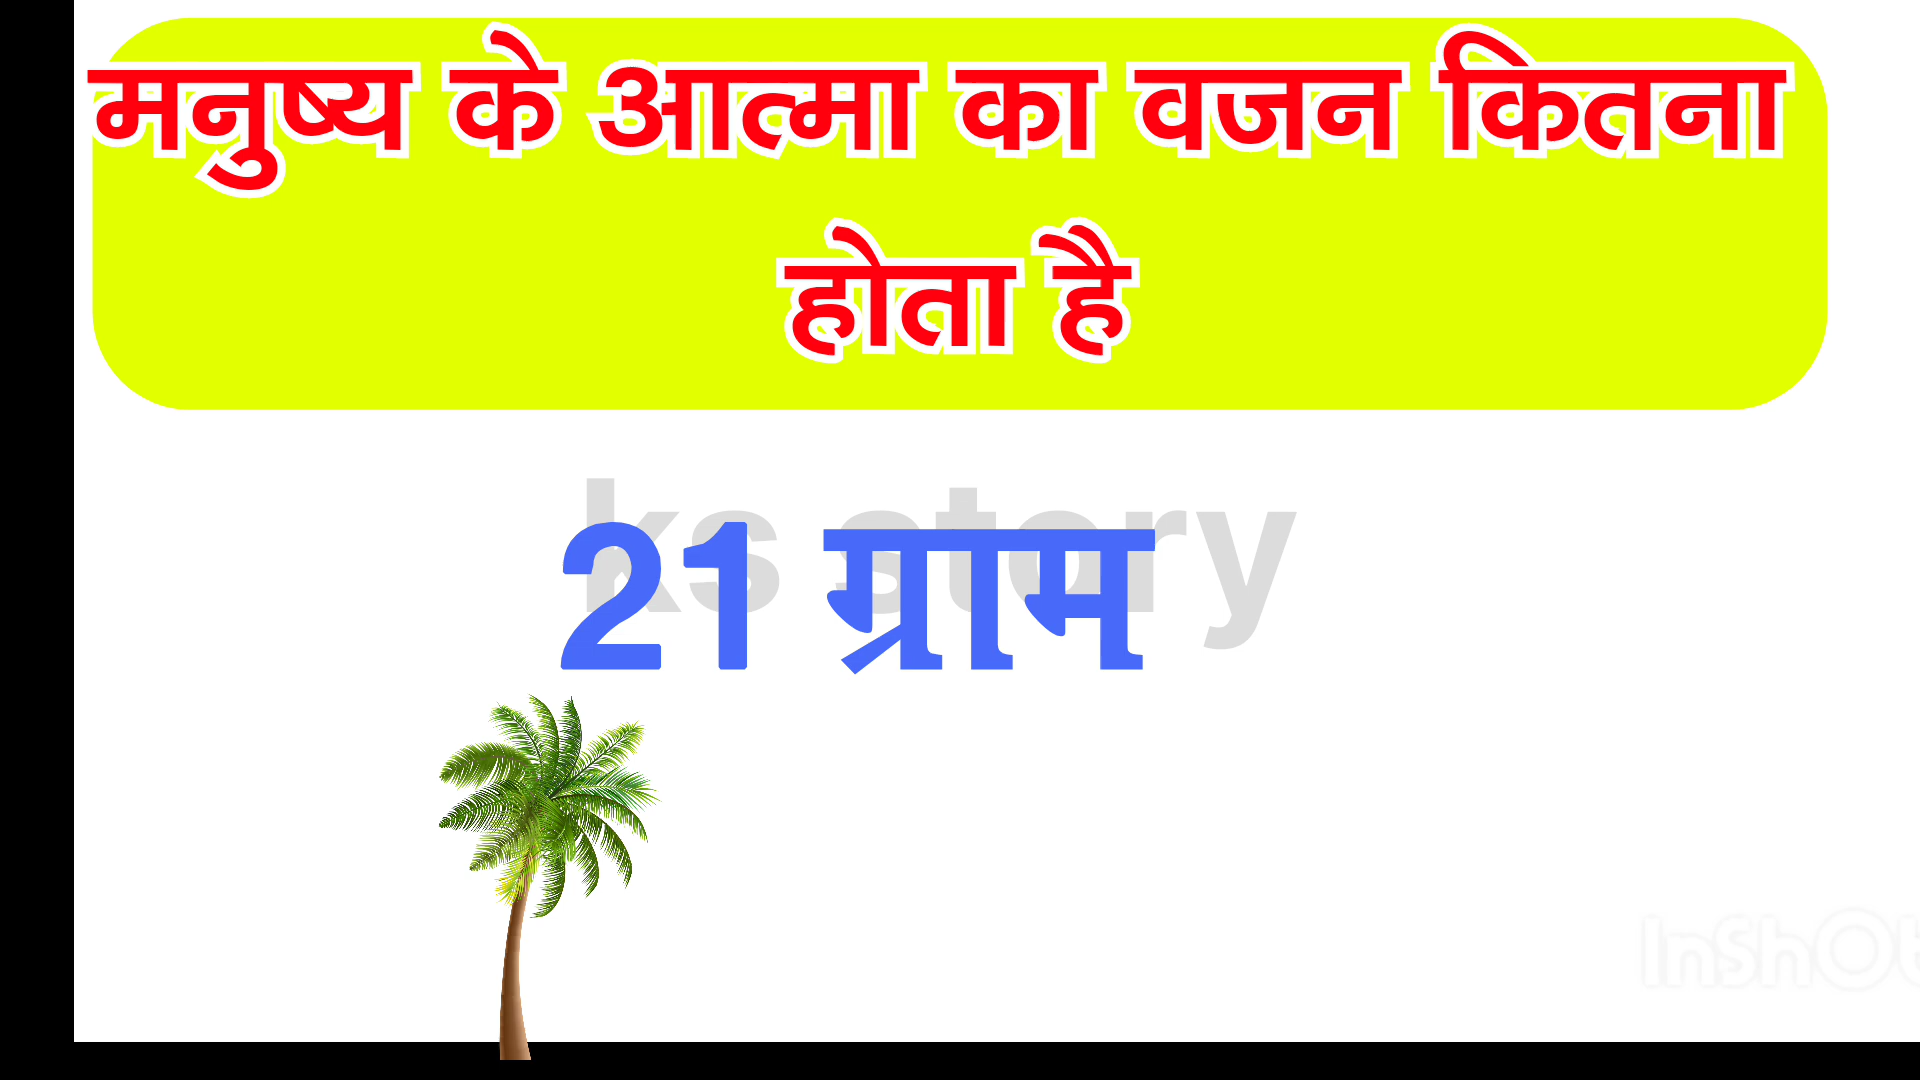 मनुष्य के आत्मा का वजन कितना
होता है
ks story
21 ग्राम
InShot